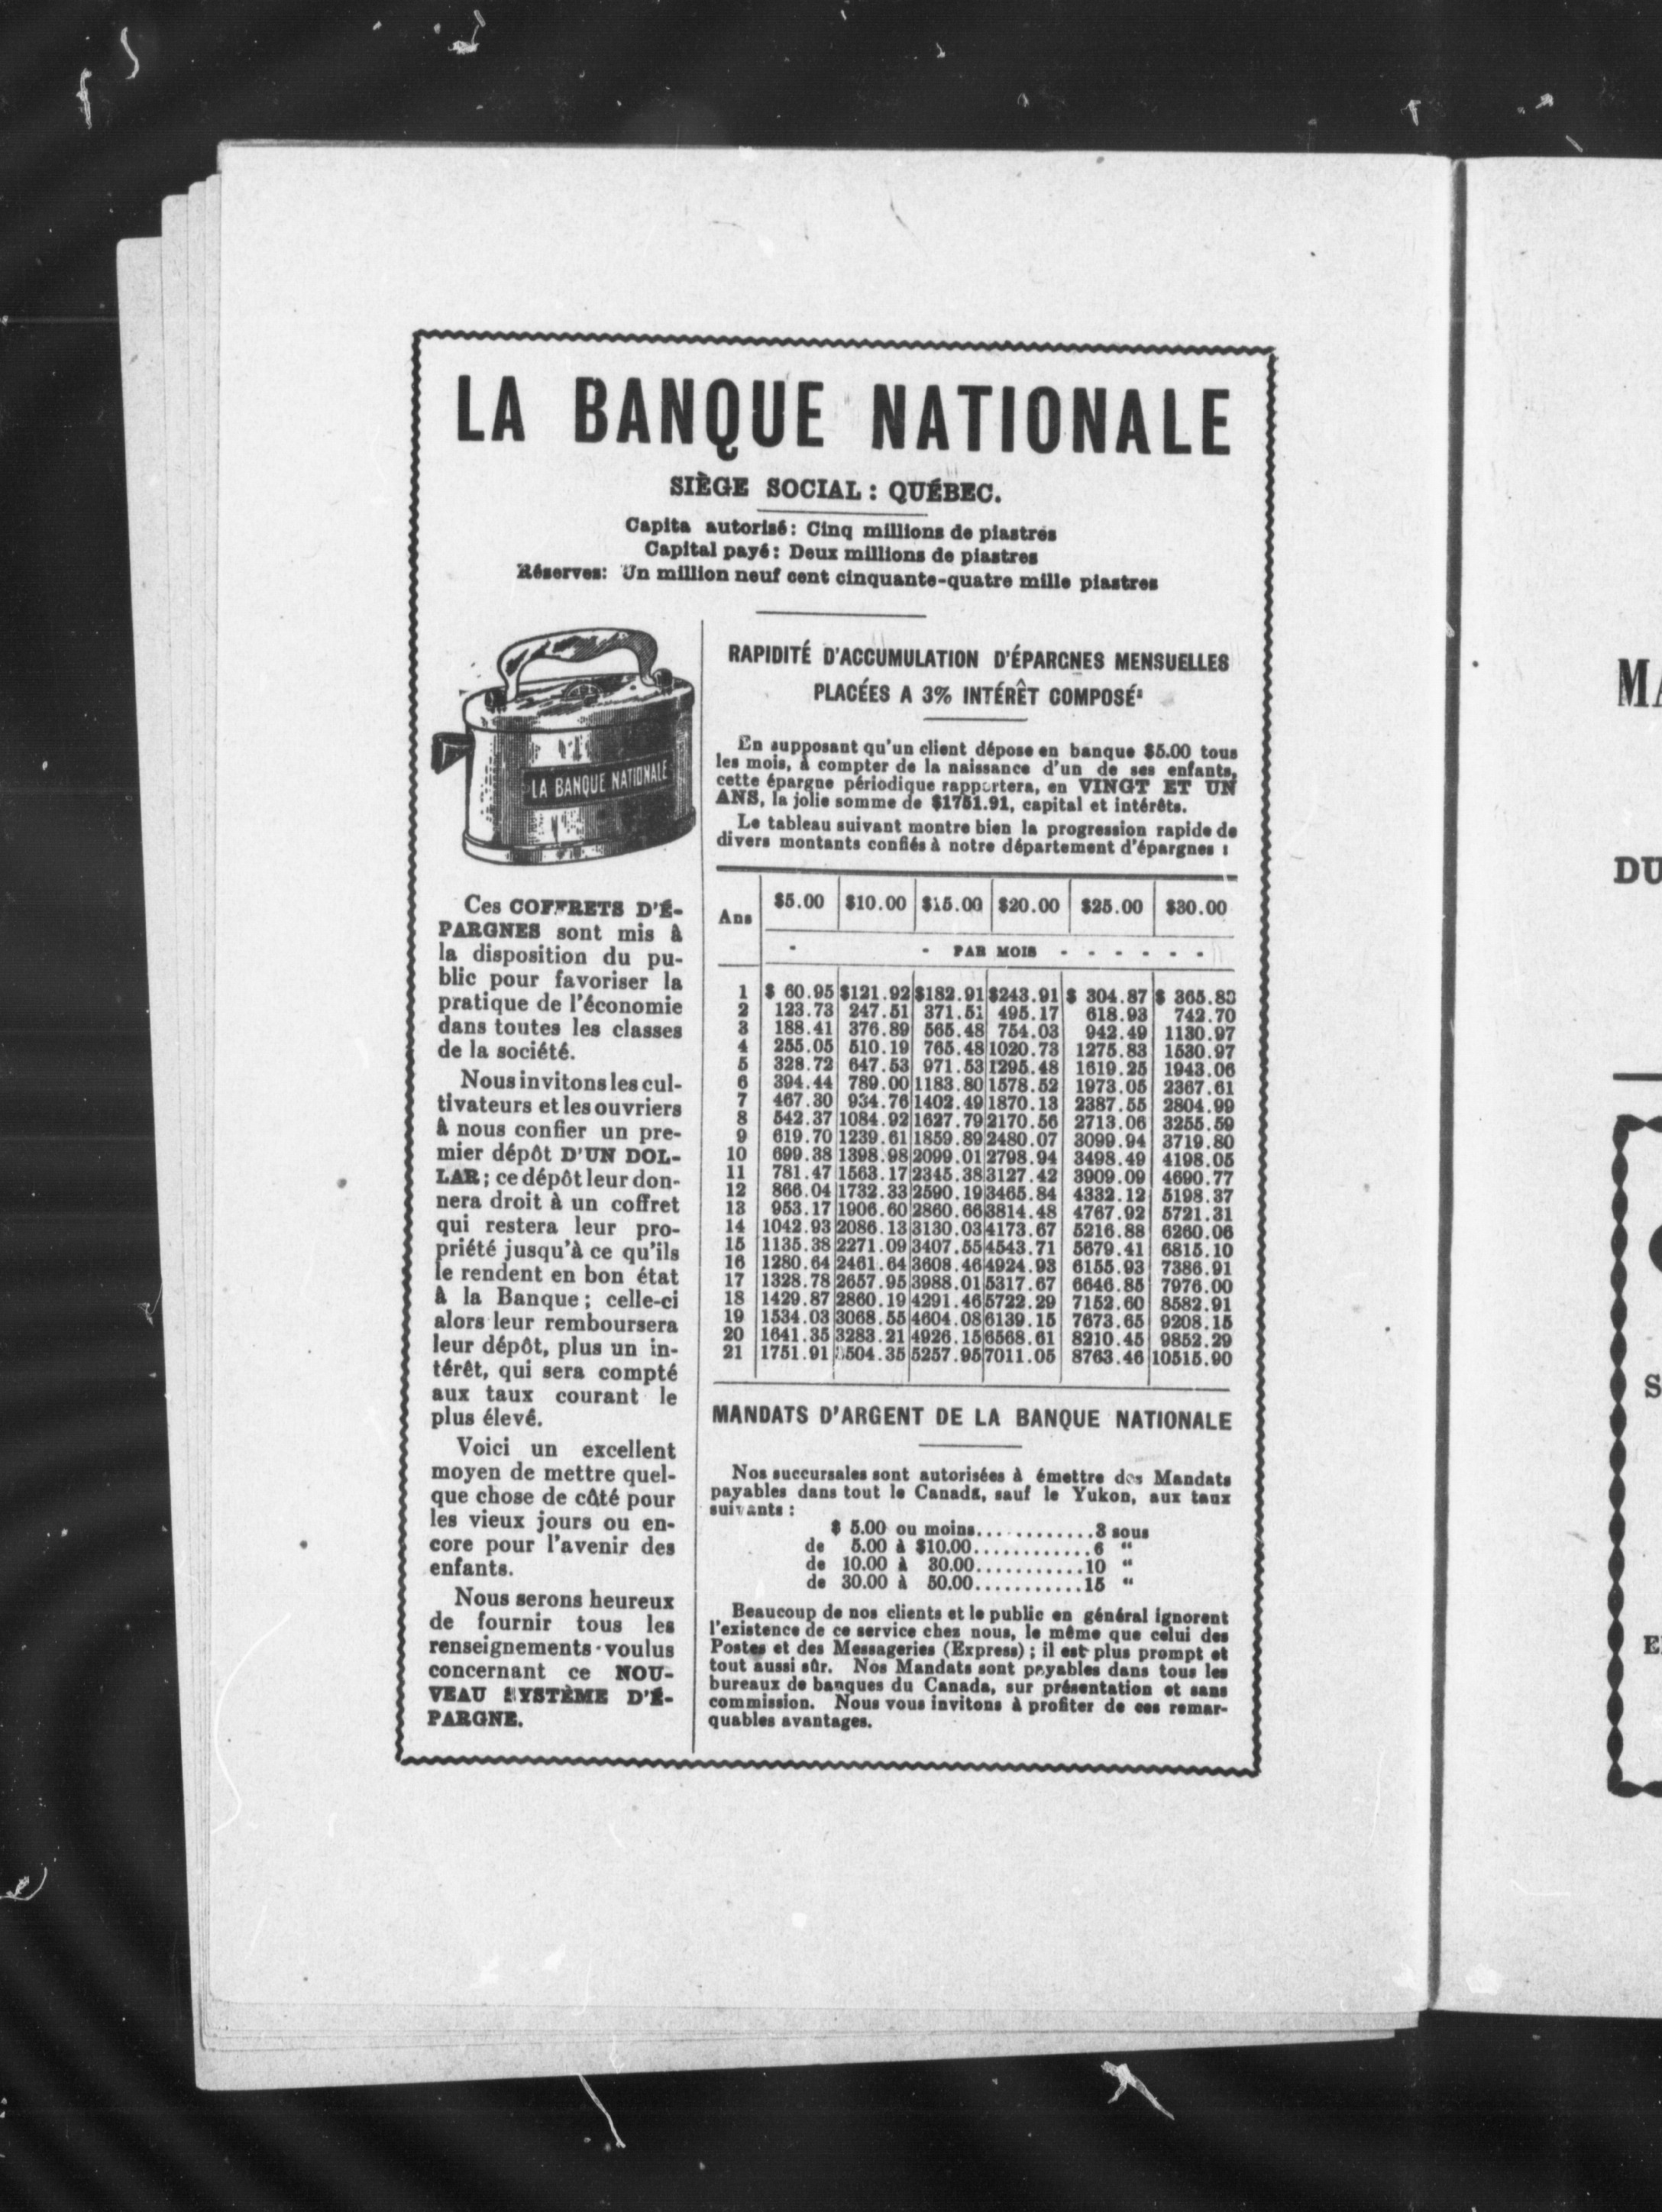 LA BANQUE NATIONALE
SIÈGE SOCIAL : QUÉBEC.
Capita autorisé : Cinq millions de piastres
Capital payé : Deux millions de piastres
Réserves: Un million neuf cent cinquante-quatre mille piastres
LA BANQUE NATIONALE
Ces COFFRETS D'É-
PARGNES sont mis à
la disposition du pu-
blic pour favoriser la
pratique de l'économie
dans toutes les classes
de la société.
Nous invitons les cul-
tivateurs et les ouvriers
à nous confier un pre-
mier dépôt D'UN DOL-
LAR ; ce dépôt leur don-
nera droit à un coffret
qui restera leur pro-
priété jusqu'à ce qu'ils
le rendent en bon état
à la Banque ; celle-ci
alors leur remboursera
leur dépôt, plus un in-
térêt, qui sera compté
aux taux courant le
plus élevé.
Voici un excellent
moyen de mettre quel-
que chose de côté pour
les vieux jours ou en-
core pour l'avenir des
enfants.
Nous serons heureux
de fournir tous les
renseignements voulus
concernant ce NOU-
VEAU SYSTÈME D'É-
PARGNE.
RAPIDITÉ D'ACCUMULATION D'ÉPARGNES MENSUELLES
PLACÉES A 3% INTÉRÊT COMPOSÉ
En supposant qu'un client dépose en banque $5.00 tous
les mois, à compter de la naissance d'un de ses enfants,
cette épargne périodique rapportera, en VINGT ET UN
ANS, la jolie somme de $1751.91, capital et intérêts.
Le tableau suivant montre bien la progression rapide de
divers montants confiés à notre département d'épargnes :
Ans $5.00 $10.00 $15.00 $20.00 $25.00 $30.00
- - PAR MOIS - - - - - -
1 $ 60.95 $121.92 $182.91 $243.91 $ 304.87 $ 365.83
2 123.73 247.51 371.51 495.17 618.93 742.70
3 188.41 376.89 565.48 754.03 942.49 1130.97
4 255.05 510.19 765.48 1020.73 1275.83 1530.97
5 328.72 647.53 971.53 1295.48 1619.25 1943.06
6 394.44 789.00 1183.80 1578.52 1973.05 2367.61
7 467.30 934.76 1402.49 1870.13 2387.55 2804.99
8 542.37 1084.92 1627.79 2170.56 2713.06 3255.59
9 619.70 1239.61 1859.89 2480.07 3099.94 3719.80
10 699.38 1398.98 2099.01 2798.94 3498.49 4198.05
11 781.47 1563.17 2345.38 3127.42 3909.09 4690.77
12 866.04 1732.33 2590.19 3465.84 4332.12 5198.37
13 953.17 1906.60 2860.66 3814.48 4767.92 5721.31
14 1042.93 2086.13 3130.03 4173.67 5216.88 6260.06
15 1135.38 2271.09 3407.55 4543.71 5679.41 6815.10
16 1280.64 2461.64 3608.46 4924.93 6155.93 7386.91
17 1328.78 2657.95 3988.01 5317.67 6646.85 7976.00
18 1429.87 2860.19 4291.46 5722.29 7152.60 8582.91
19 1534.03 3068.55 4604.08 6139.15 7673.65 9208.15
20 1641.35 3283.21 4926.15 6568.61 8210.45 9852.29
21 1751.91 3504.35 5257.95 7011.05 8763.46 10515.90
MANDATS D'ARGENT DE LA BANQUE NATIONALE
Nos succursales sont autorisées à émettre des Mandats
payables dans tout le Canada, sauf le Yukon, aux taux
suivants :
$ 5.00 ou moins............3 sous
de 5.00 à $10.00............6 "
de 10.00 à 30.00...........10 "
de 30.00 à 50.00...........15 "
Beaucoup de nos clients et le public en général ignorent
l'existence de ce service chez nous, le même que celui des
Postes et des Messageries (Express) ; il est plus prompt et
tout aussi sûr. Nos Mandats sont payables dans tous les
bureaux de banques du Canada, sur présentation et sans
commission. Nous vous invitons à profiter de ces remar-
quables avantages.
MA
DU
S
E